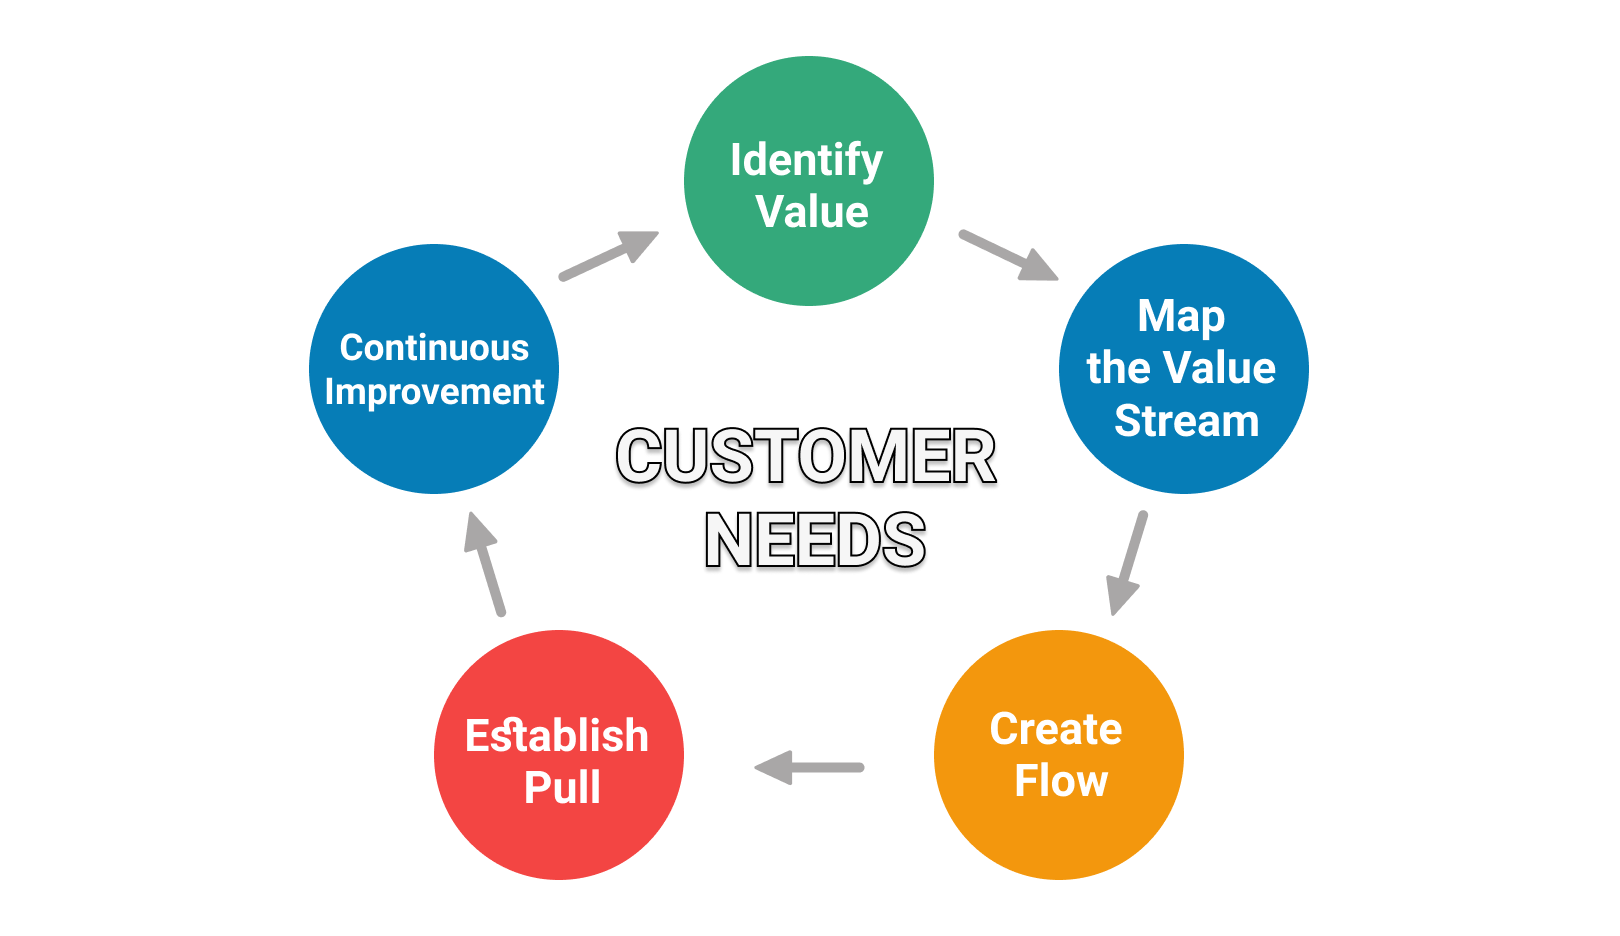 Identify
Value
Map
the Value
Stream
Create
Flow
Establish
Pull
Continuous
Improvement
CUSTOMER
NEEDS